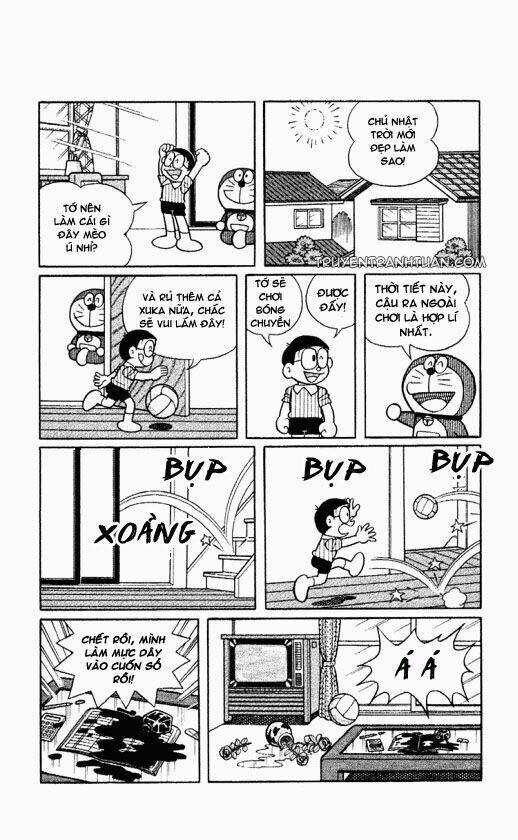 CHỦ NHẬT
TRỜI MỚI
ĐẸP LÀM
SAO!
TRUYENTRANHTUAN.COM
TỚ NÊN
LÀM CÁI GÌ
ĐÂY MÈO
Ú NHỈ?
THỜI TIẾT NÀY,
CẬU RA NGOÀI
CHƠI LÀ HỢP LÍ
NHẤT.
ĐƯỢC
ĐẤY!
TỚ SẼ
CHƠI
BÓNG
CHUYỀN
VÀ RỦ THÊM CẢ
XUKA NỮA, CHẮC
SẼ VUI LẮM ĐÂY!
BỤP
BỤP
BỤP
XOẢNG
Á Á
CHẾT RỒI, MÌNH
LÀM MỰC DÂY
VÀO CUỐN SỔ
RỒI!